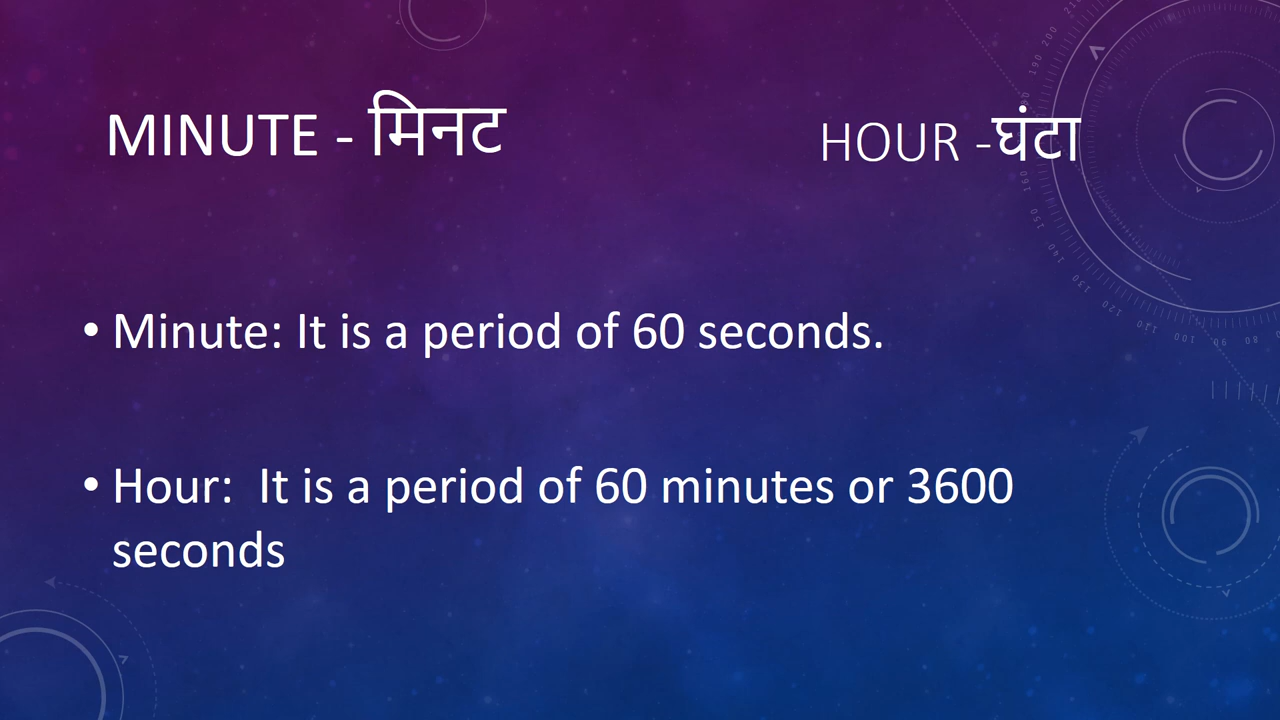 MINUTE - मिनट
HOUR -घंटा
• Minute: It is a period of 60 seconds.
• Hour:  It is a period of 60 minutes or 3600
seconds